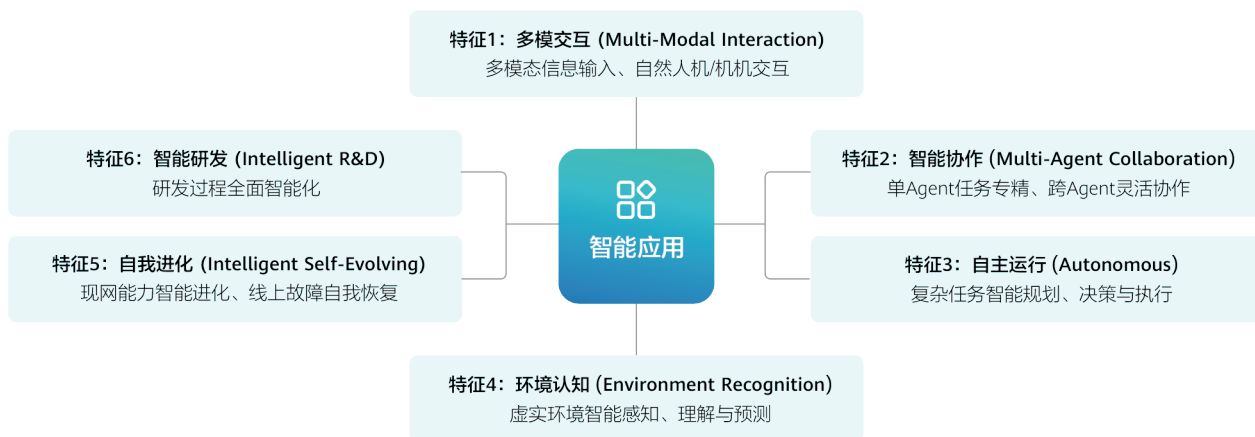 特征1：多模交互 (Multi-Modal Interaction)
多模态信息输入、自然人机/机机交互
特征6：智能研发 (Intelligent R&D)
研发过程全面智能化
特征2：智能协作 (Multi-Agent Collaboration)
单Agent任务专精、跨Agent灵活协作
智能应用
特征5：自我进化 (Intelligent Self-Evolving)
现网能力智能进化、线上故障自我恢复
特征3：自主运行 (Autonomous)
复杂任务智能规划、决策与执行
特征4：环境认知 (Environment Recognition)
虚实环境智能感知、理解与预测